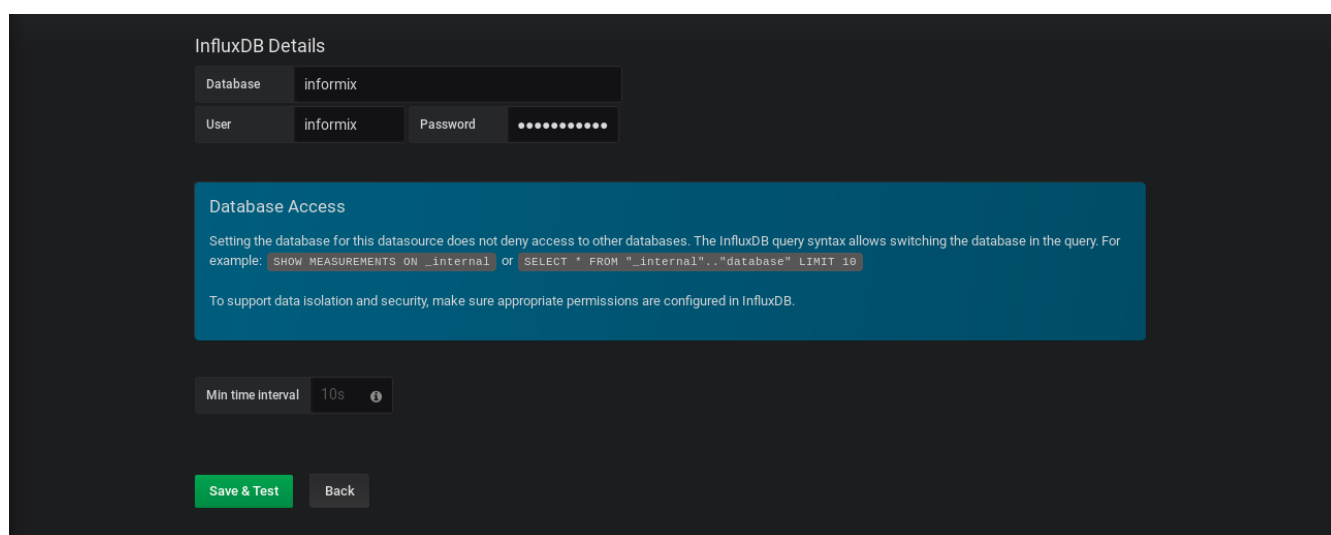 InfluxDB Details
Database informix
User informix Password •••••••••••
Database Access
Setting the database for this datasource does not deny access to other databases. The InfluxDB query syntax allows switching the database in the query. For
example: SHOW MEASUREMENTS ON _internal or SELECT * FROM "_internal".."database" LIMIT 10
To support data isolation and security, make sure appropriate permissions are configured in InfluxDB.
Min time interval 10s
Save & Test Back